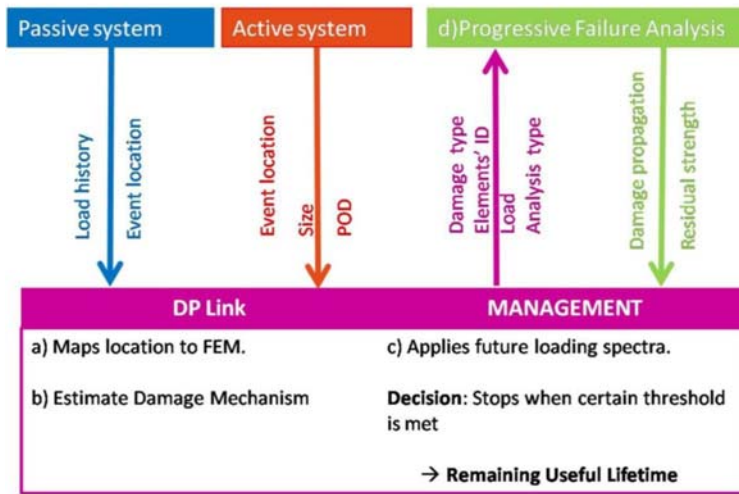 Passive system
Active system
d)Progressive Failure Analysis
Load history
Event location
Event location
Size
POD
Damage type
Elements' ID
Load
Analysis type
Damage propagation
Residual strength
DP Link
MANAGEMENT
a) Maps location to FEM.
b) Estimate Damage Mechanism
c) Applies future loading spectra.
Decision: Stops when certain threshold
is met
→ Remaining Useful Lifetime